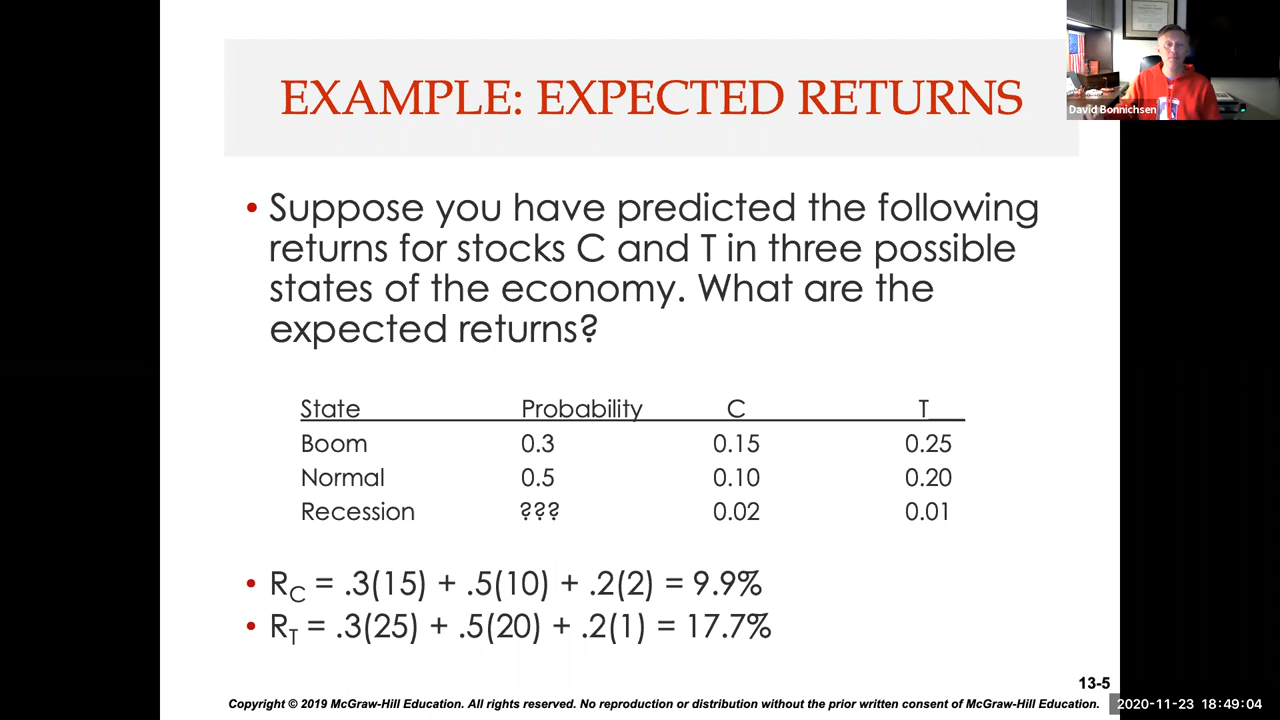 EXAMPLE: EXPECTED RETURNS
David Bonnichsen
• Suppose you have predicted the following
returns for stocks C and T in three possible
states of the economy. What are the
expected returns?
State Probability C T
Boom 0.3 0.15 0.25
Normal 0.5 0.10 0.20
Recession ??? 0.02 0.01
• RC = .3(15) + .5(10) + .2(2) = 9.9%
• RT = .3(25) + .5(20) + .2(1) = 17.7%
13-5
Copyright © 2019 McGraw-Hill Education. All rights reserved. No reproduction or distribution without the prior written consent of McGraw-Hill Education.
2020-11-23 18:49:04